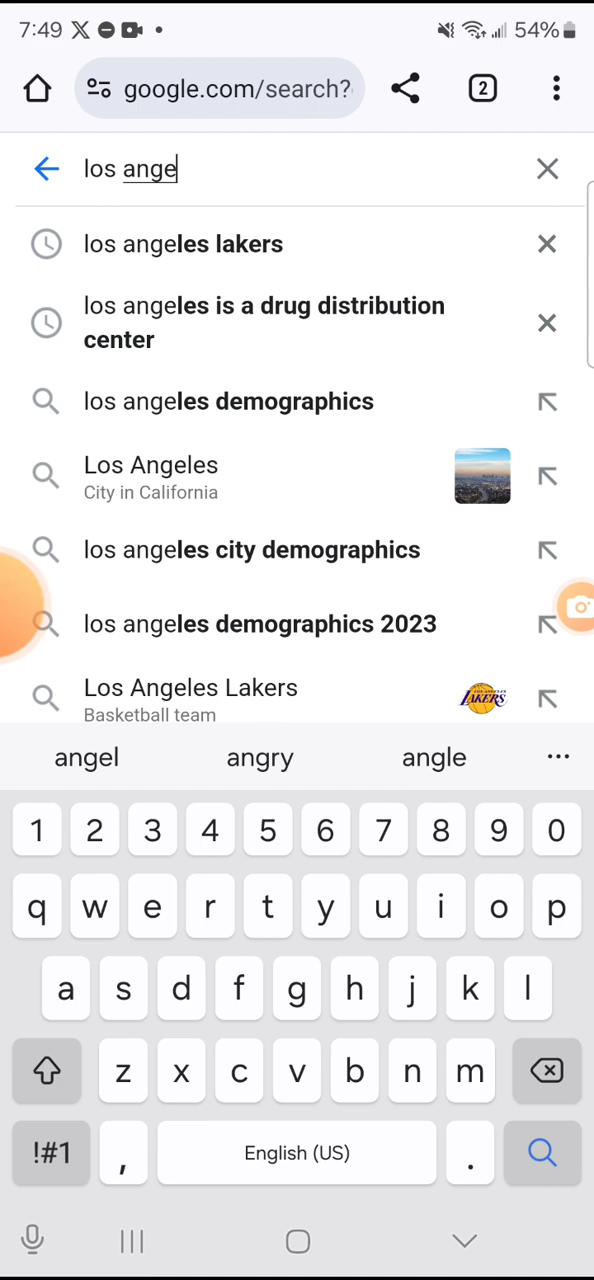 7:49 54%
2 google.com/search?
los ange
los angeles lakers
los angeles is a drug distribution
center
los angeles demographics
Los Angeles
City in California
los angeles city demographics
los angeles demographics 2023
Los Angeles Lakers
LAKERS
Basketball team
angel angry angle ...
1 2 3 4 5 6 7 8 9 0
q w e r t y u i o p
a s d f g h j k l
z x c v b n m
!#1 , English (US) .